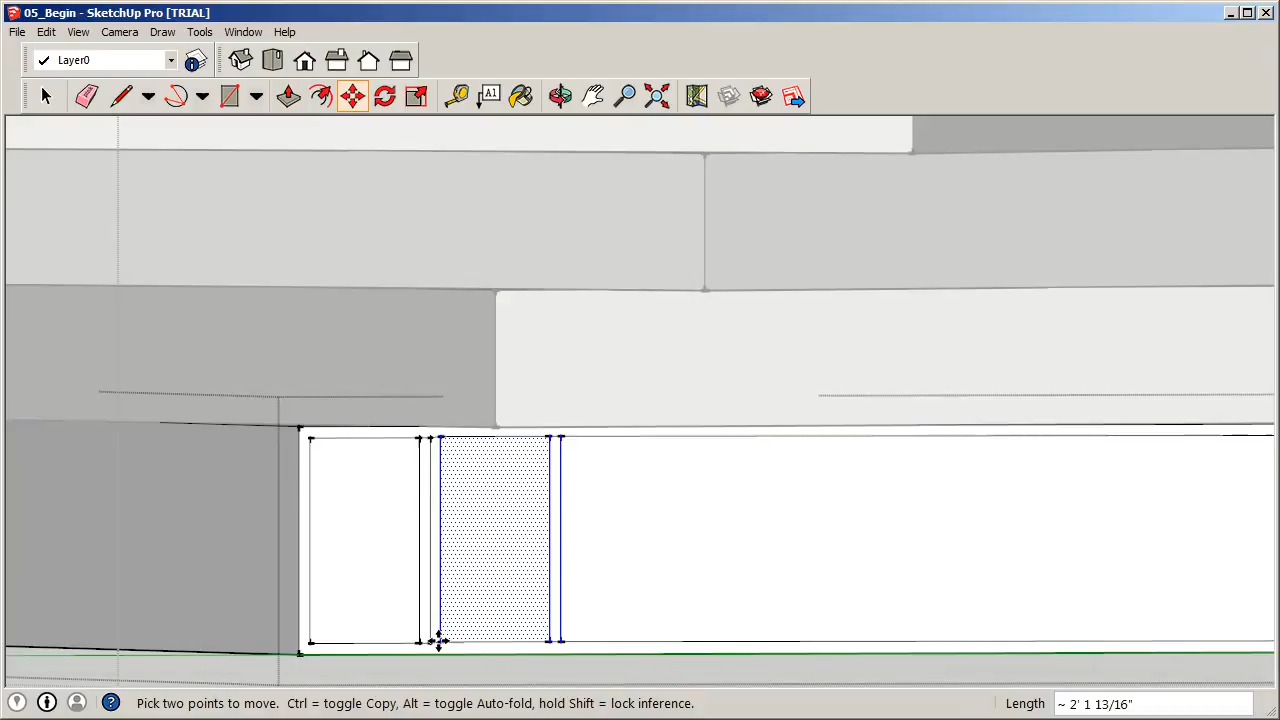 05_Begin - SketchUp Pro [TRIAL]
File Edit View Camera Draw Tools Window Help
Layer0
A1
Pick two points to move. Ctrl = toggle Copy, Alt = toggle Auto-fold, hold Shift = lock inference. Length ~ 2' 1 13/16"